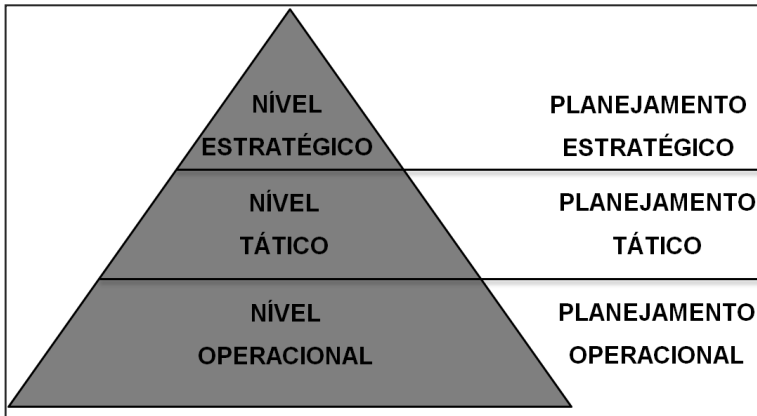 NÍVEL
ESTRATÉGICO
PLANEJAMENTO
ESTRATÉGICO
NÍVEL
TÁTICO
PLANEJAMENTO
TÁTICO
NÍVEL
OPERACIONAL
PLANEJAMENTO
OPERACIONAL